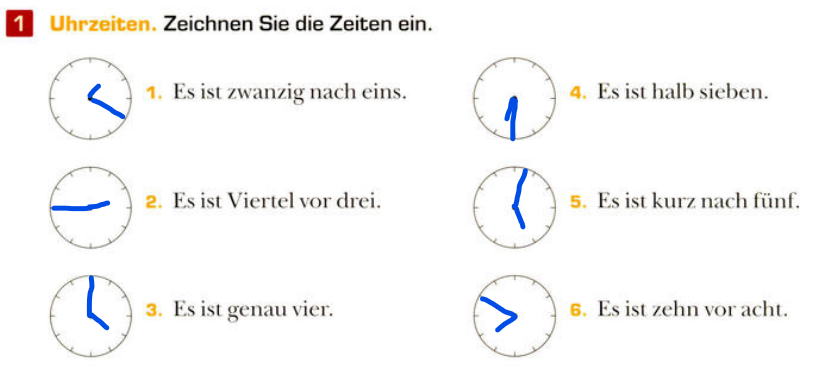 1 Uhrzeiten. Zeichnen Sie die Zeiten ein.
1. Es ist zwanzig nach eins.
2. Es ist Viertel vor drei.
3. Es ist genau vier.
4. Es ist halb sieben.
5. Es ist kurz nach fünf.
6. Es ist zehn vor acht.